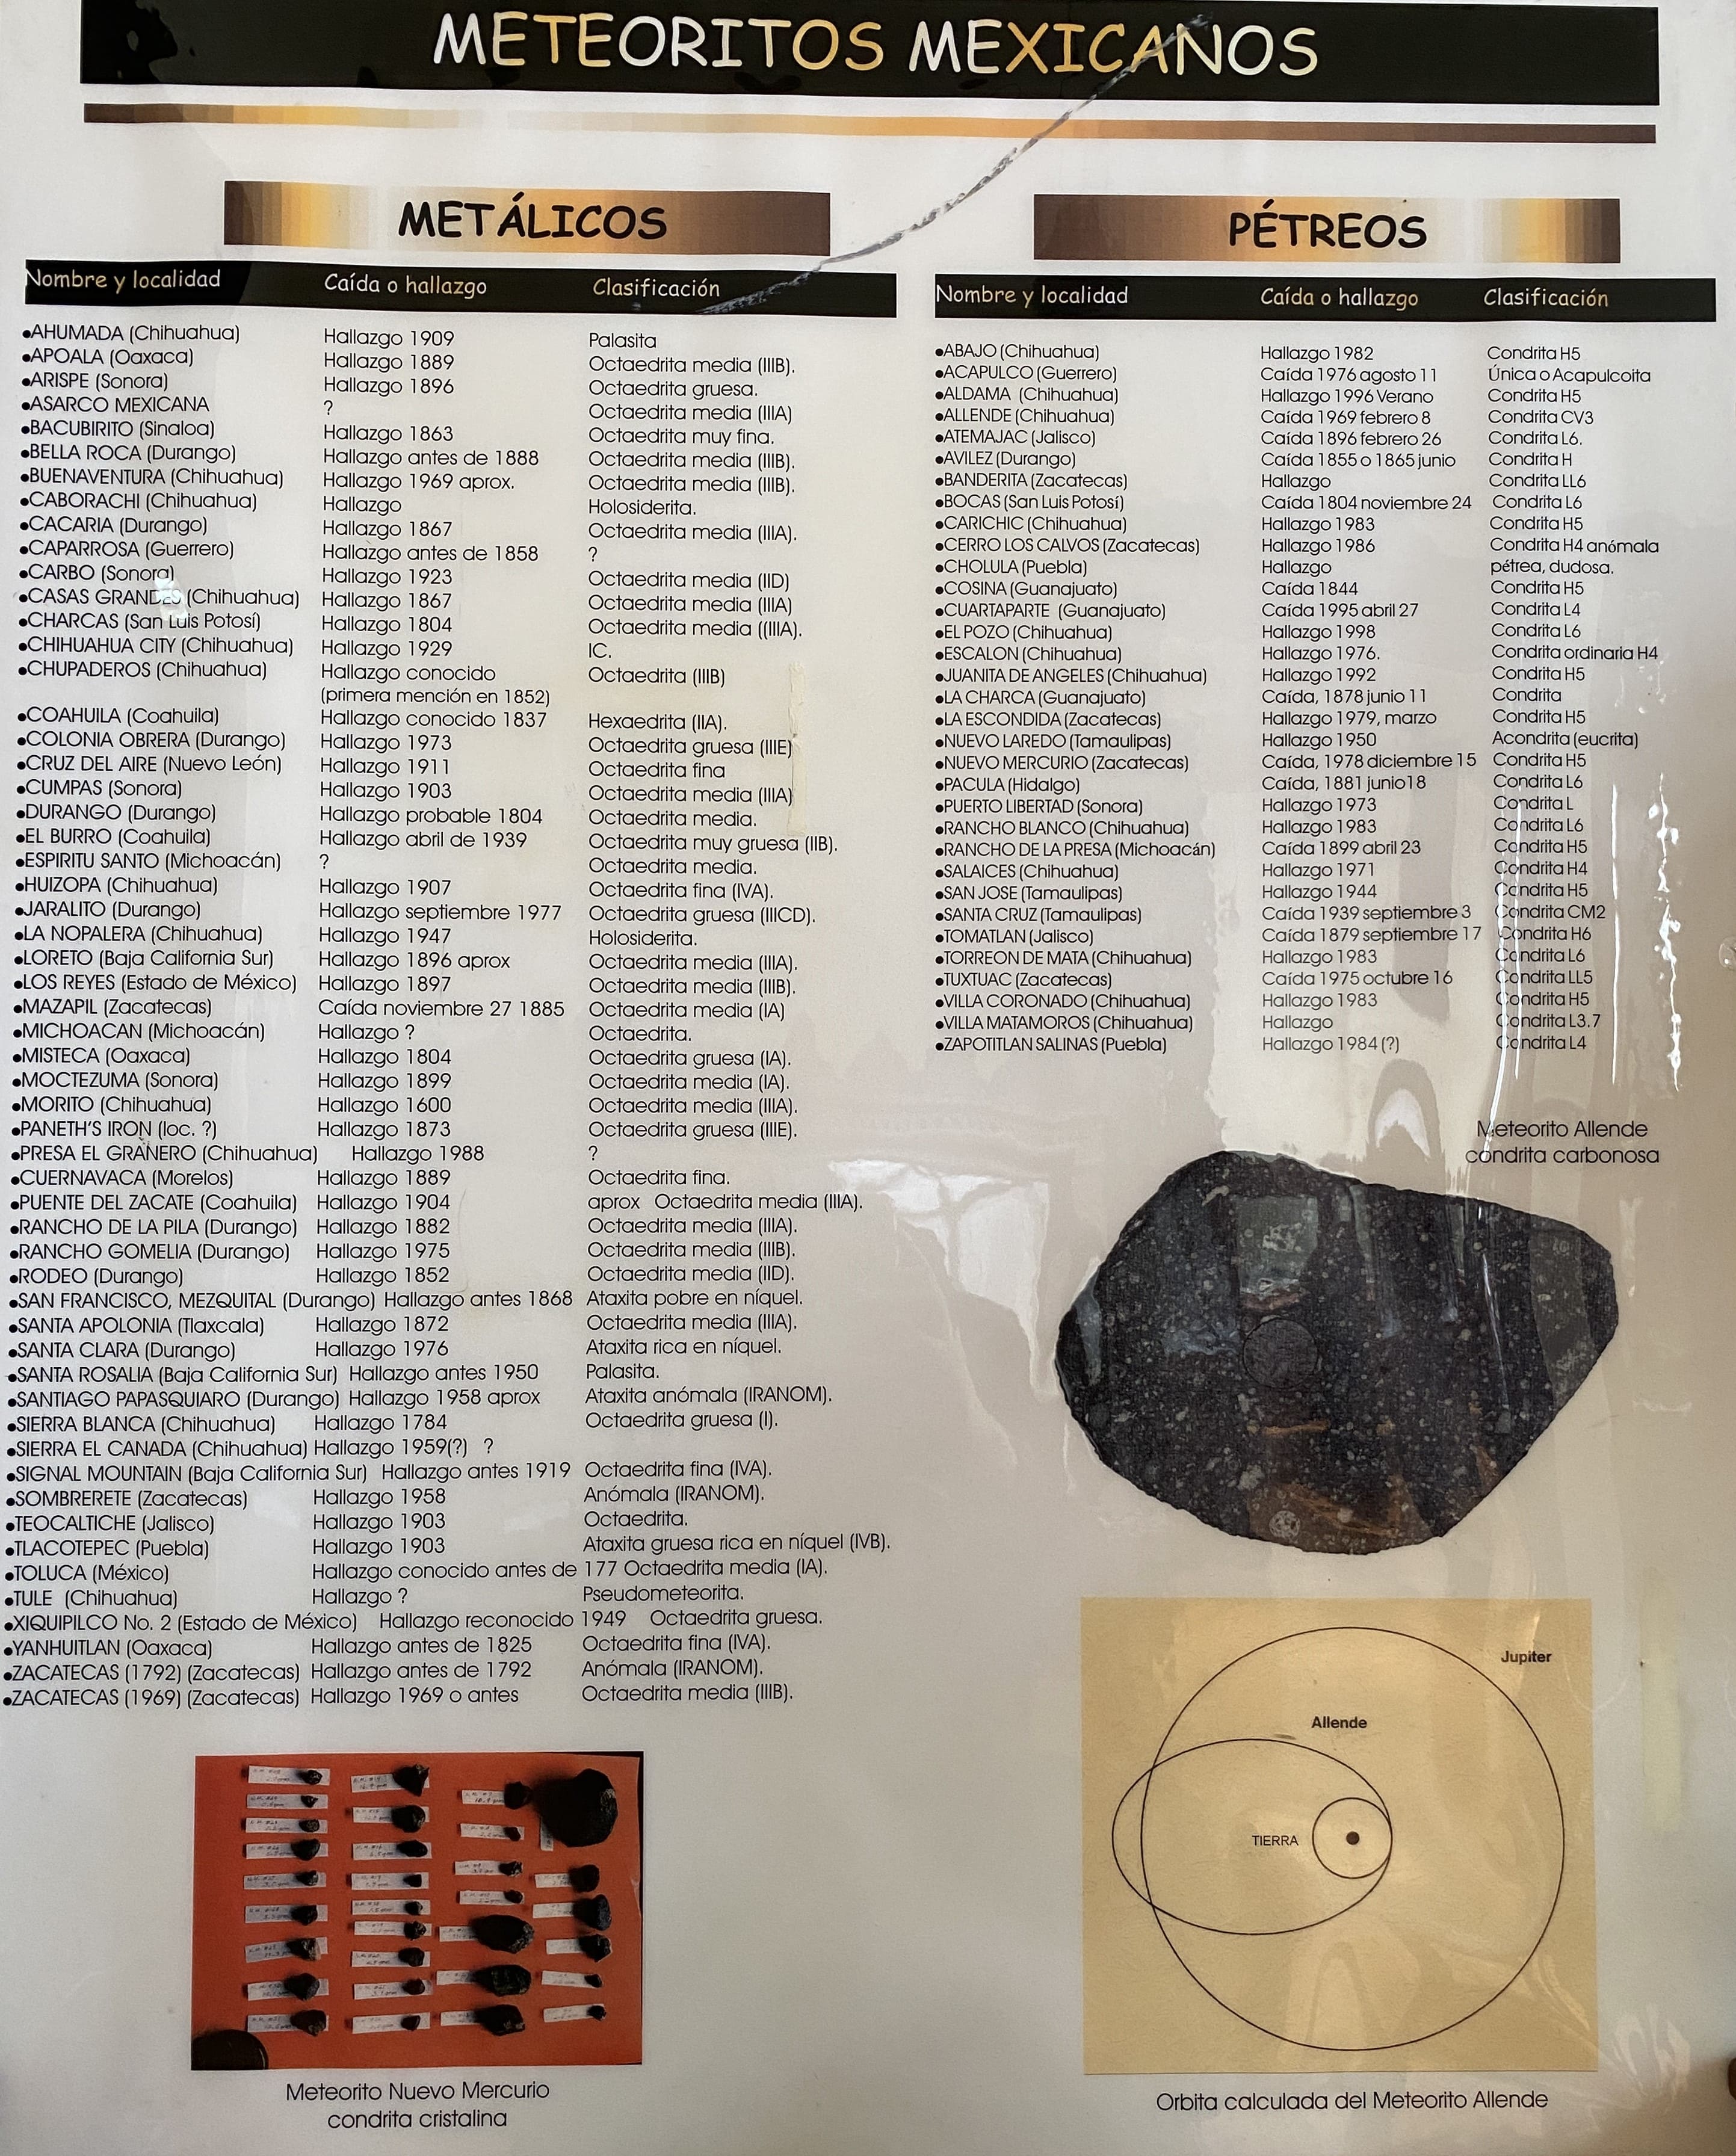 METEORITOS MEXICANOS
METÁLICOS
Nombre y localidad Caída o hallazgo Clasificación
•AHUMADA (Chihuahua) Hallazgo 1909 Palasita
•APOALA (Oaxaca) Hallazgo 1889 Octaedrita media (IIIB).
•ARISPE (Sonora) Hallazgo 1896 Octaedrita gruesa.
•ASARCO MEXICANA ? Octaedrita media (IIIA)
•BACUBIRITO (Sinaloa) Hallazgo 1863 Octaedrita muy fina.
•BELLA ROCA (Durango) Hallazgo antes de 1888 Octaedrita media (IIIB).
•BUENAVENTURA (Chihuahua) Hallazgo 1969 aprox. Octaedrita media (IIIB).
•CABORACHI (Chihuahua) Hallazgo Holosiderita.
•CACARIA (Durango) Hallazgo 1867 Octaedrita media (IIIA).
•CAPARROSA (Guerrero) Hallazgo antes de 1858 ?
•CARBO (Sonora) Hallazgo 1923 Octaedrita media (IID)
•CASAS GRANDES (Chihuahua) Hallazgo 1867 Octaedrita media (IIIA)
•CHARCAS (San Luis Potosí) Hallazgo 1804 Octaedrita media ((IIIA).
•CHIHUAHUA CITY (Chihuahua) Hallazgo 1929 IC.
•CHUPADEROS (Chihuahua) Hallazgo conocido Octaedrita (IIIB)
(primera mención en 1852)
•COAHUILA (Coahuila) Hallazgo conocido 1837 Hexaedrita (IIA).
•COLONIA OBRERA (Durango) Hallazgo 1973 Octaedrita gruesa (IIIE)
•CRUZ DEL AIRE (Nuevo León) Hallazgo 1911 Octaedrita fina
•CUMPAS (Sonora) Hallazgo 1903 Octaedrita media (IIIA)
•DURANGO (Durango) Hallazgo probable 1804 Octaedrita media.
•EL BURRO (Coahuila) Hallazgo abril de 1939 Octaedrita muy gruesa (IIB).
•ESPIRITU SANTO (Michoacán) ? Octaedrita media.
•HUIZOPA (Chihuahua) Hallazgo 1907 Octaedrita fina (IVA).
•JARALITO (Durango) Hallazgo septiembre 1977 Octaedrita gruesa (IIICD).
•LA NOPALERA (Chihuahua) Hallazgo 1947 Holosiderita.
•LORETO (Baja California Sur) Hallazgo 1896 aprox Octaedrita media (IIIA).
•LOS REYES (Estado de México) Hallazgo 1897 Octaedrita media (IIIB).
•MAZAPIL (Zacatecas) Caída noviembre 27 1885 Octaedrita media (IA)
•MICHOACAN (Michoacán) Hallazgo ? Octaedrita.
•MISTECA (Oaxaca) Hallazgo 1804 Octaedrita gruesa (IA).
•MOCTEZUMA (Sonora) Hallazgo 1899 Octaedrita media (IA).
•MORITO (Chihuahua) Hallazgo 1600 Octaedrita media (IIIA).
•PANETH'S IRON (loc. ?) Hallazgo 1873 Octaedrita gruesa (IIIE).
•PRESA EL GRANERO (Chihuahua) Hallazgo 1988 ?
•CUERNAVACA (Morelos) Hallazgo 1889 Octaedrita fina.
•PUENTE DEL ZACATE (Coahuila) Hallazgo 1904 aprox Octaedrita media (IIIA).
•RANCHO DE LA PILA (Durango) Hallazgo 1882 Octaedrita media (IIIA).
•RANCHO GOMELIA (Durango) Hallazgo 1975 Octaedrita media (IIIB).
•RODEO (Durango) Hallazgo 1852 Octaedrita media (IID).
•SAN FRANCISCO, MEZQUITAL (Durango) Hallazgo antes 1868 Ataxita pobre en níquel.
•SANTA APOLONIA (Tlaxcala) Hallazgo 1872 Octaedrita media (IIIA).
•SANTA CLARA (Durango) Hallazgo 1976 Ataxita rica en níquel.
•SANTA ROSALIA (Baja California Sur) Hallazgo antes 1950 Palasita.
•SANTIAGO PAPASQUIARO (Durango) Hallazgo 1958 aprox Ataxita anómala (IRANOM).
•SIERRA BLANCA (Chihuahua) Hallazgo 1784 Octaedrita gruesa (I).
•SIERRA EL CANADA (Chihuahua) Hallazgo 1959(?) ?
•SIGNAL MOUNTAIN (Baja California Sur) Hallazgo antes 1919 Octaedrita fina (IVA).
•SOMBRERETE (Zacatecas) Hallazgo 1958 Anómala (IRANOM).
•TEOCALTICHE (Jalisco) Hallazgo 1903 Octaedrita.
•TLACOTEPEC (Puebla) Hallazgo 1903 Ataxita gruesa rica en níquel (IVB).
•TOLUCA (México) Hallazgo conocido antes de 177 Octaedrita media (IA).
•TULE (Chihuahua) Hallazgo ? Pseudometeorita.
•XIQUIPILCO No. 2 (Estado de México) Hallazgo reconocido 1949 Octaedrita gruesa.
•YANHUITLAN (Oaxaca) Hallazgo antes de 1825 Octaedrita fina (IVA).
•ZACATECAS (1792) (Zacatecas) Hallazgo antes de 1792 Anómala (IRANOM).
•ZACATECAS (1969) (Zacatecas) Hallazgo 1969 o antes Octaedrita media (IIIB).
Meteorito Nuevo Mercurio
condrita cristalina
PÉTREOS
Nombre y localidad Caída o hallazgo Clasificación
•ABAJO (Chihuahua) Hallazgo 1982 Condrita H5
•ACAPULCO (Guerrero) Caída 1976 agosto 11 Única o Acapulcoita
•ALDAMA (Chihuahua) Hallazgo 1996 Verano Condrita H5
•ALLENDE (Chihuahua) Caída 1969 febrero 8 Condrita CV3
•ATEMAJAC (Jalisco) Caída 1896 febrero 26 Condrita L6.
•AVILEZ (Durango) Caída 1855 o 1865 junio Condrita H
•BANDERITA (Zacatecas) Hallazgo Condrita LL6
•BOCAS (San Luis Potosí) Caída 1804 noviembre 24 Condrita L6
•CARICHIC (Chihuahua) Hallazgo 1983 Condrita H5
•CERRO LOS CALVOS (Zacatecas) Hallazgo 1986 Condrita H4 anómala
•CHOLULA (Puebla) Hallazgo pétrea, dudosa.
•COSINA (Guanajuato) Caída 1844 Condrita H5
•CUARTAPARTE (Guanajuato) Caída 1995 abril 27 Condrita L4
•EL POZO (Chihuahua) Hallazgo 1998 Condrita L6
•ESCALON (Chihuahua) Hallazgo 1976. Condrita ordinaria H4
•JUANITA DE ANGELES (Chihuahua) Hallazgo 1992 Condrita H5
•LA CHARCA (Guanajuato) Caída, 1878 junio 11 Condrita
•LA ESCONDIDA (Zacatecas) Hallazgo 1979, marzo Condrita H5
•NUEVO LAREDO (Tamaulipas) Hallazgo 1950 Acondrita (eucrita)
•NUEVO MERCURIO (Zacatecas) Caída, 1978 diciembre 15 Condrita H5
•PACULA (Hidalgo) Caída, 1881 junio18 Condrita L6
•PUERTO LIBERTAD (Sonora) Hallazgo 1973 Condrita L
•RANCHO BLANCO (Chihuahua) Hallazgo 1983 Condrita L6
•RANCHO DE LA PRESA (Michoacán) Caída 1899 abril 23 Condrita H5
•SALAICES (Chihuahua) Hallazgo 1971 Condrita H4
•SAN JOSE (Tamaulipas) Hallazgo 1944 Condrita H5
•SANTA CRUZ (Tamaulipas) Caída 1939 septiembre 3 Condrita CM2
•TOMATLAN (Jalisco) Caída 1879 septiembre 17 Condrita H6
•TORREON DE MATA (Chihuahua) Hallazgo 1983 Condrita L6
•TUXTUAC (Zacatecas) Caída 1975 octubre 16 Condrita LL5
•VILLA CORONADO (Chihuahua) Hallazgo 1983 Condrita H5
•VILLA MATAMOROS (Chihuahua) Hallazgo Condrita L3.7
•ZAPOTITLAN SALINAS (Puebla) Hallazgo 1984 (?) Condrita L4
Meteorito Allende
condrita carbonosa
Jupiter
Allende
TIERRA
Orbita calculada del Meteorito Allende